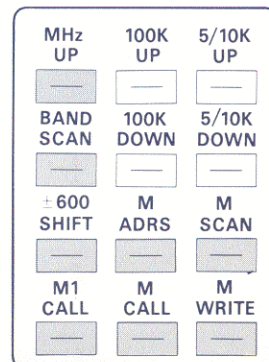 MHz 100K 5/10K
UP UP UP
BAND 100K 5/10K
SCAN DOWN DOWN
±600 M M
SHIFT ADRS SCAN
M1 M M
CALL CALL WRITE